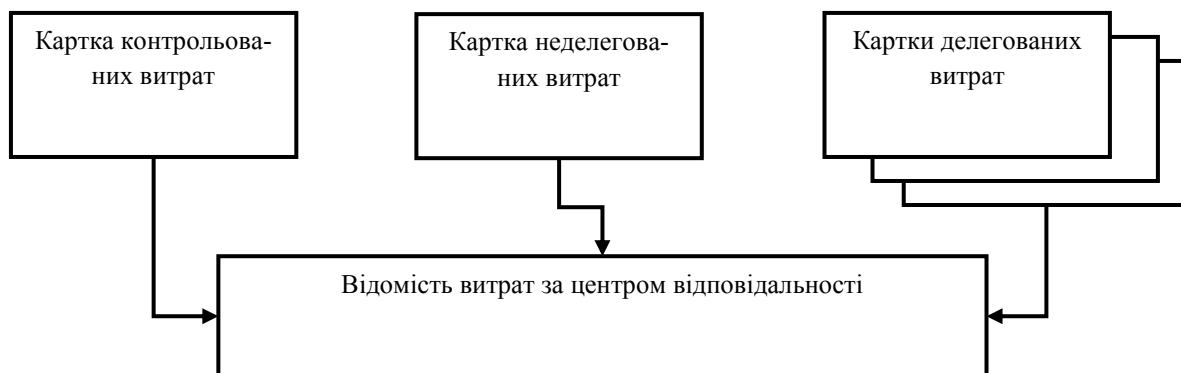 Картка контрольова-
них витрат
Картка неделегова-
них витрат
Картки делегованих
витрат
Відомість витрат за центром відповідальності